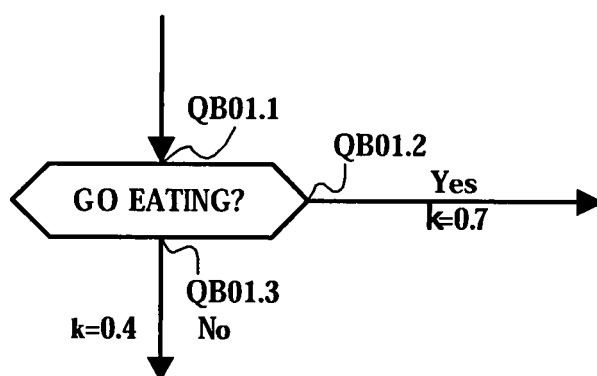 QB01.1
QB01.2
GO EATING?
Yes
k=0.7
QB01.3
k=0.4 No